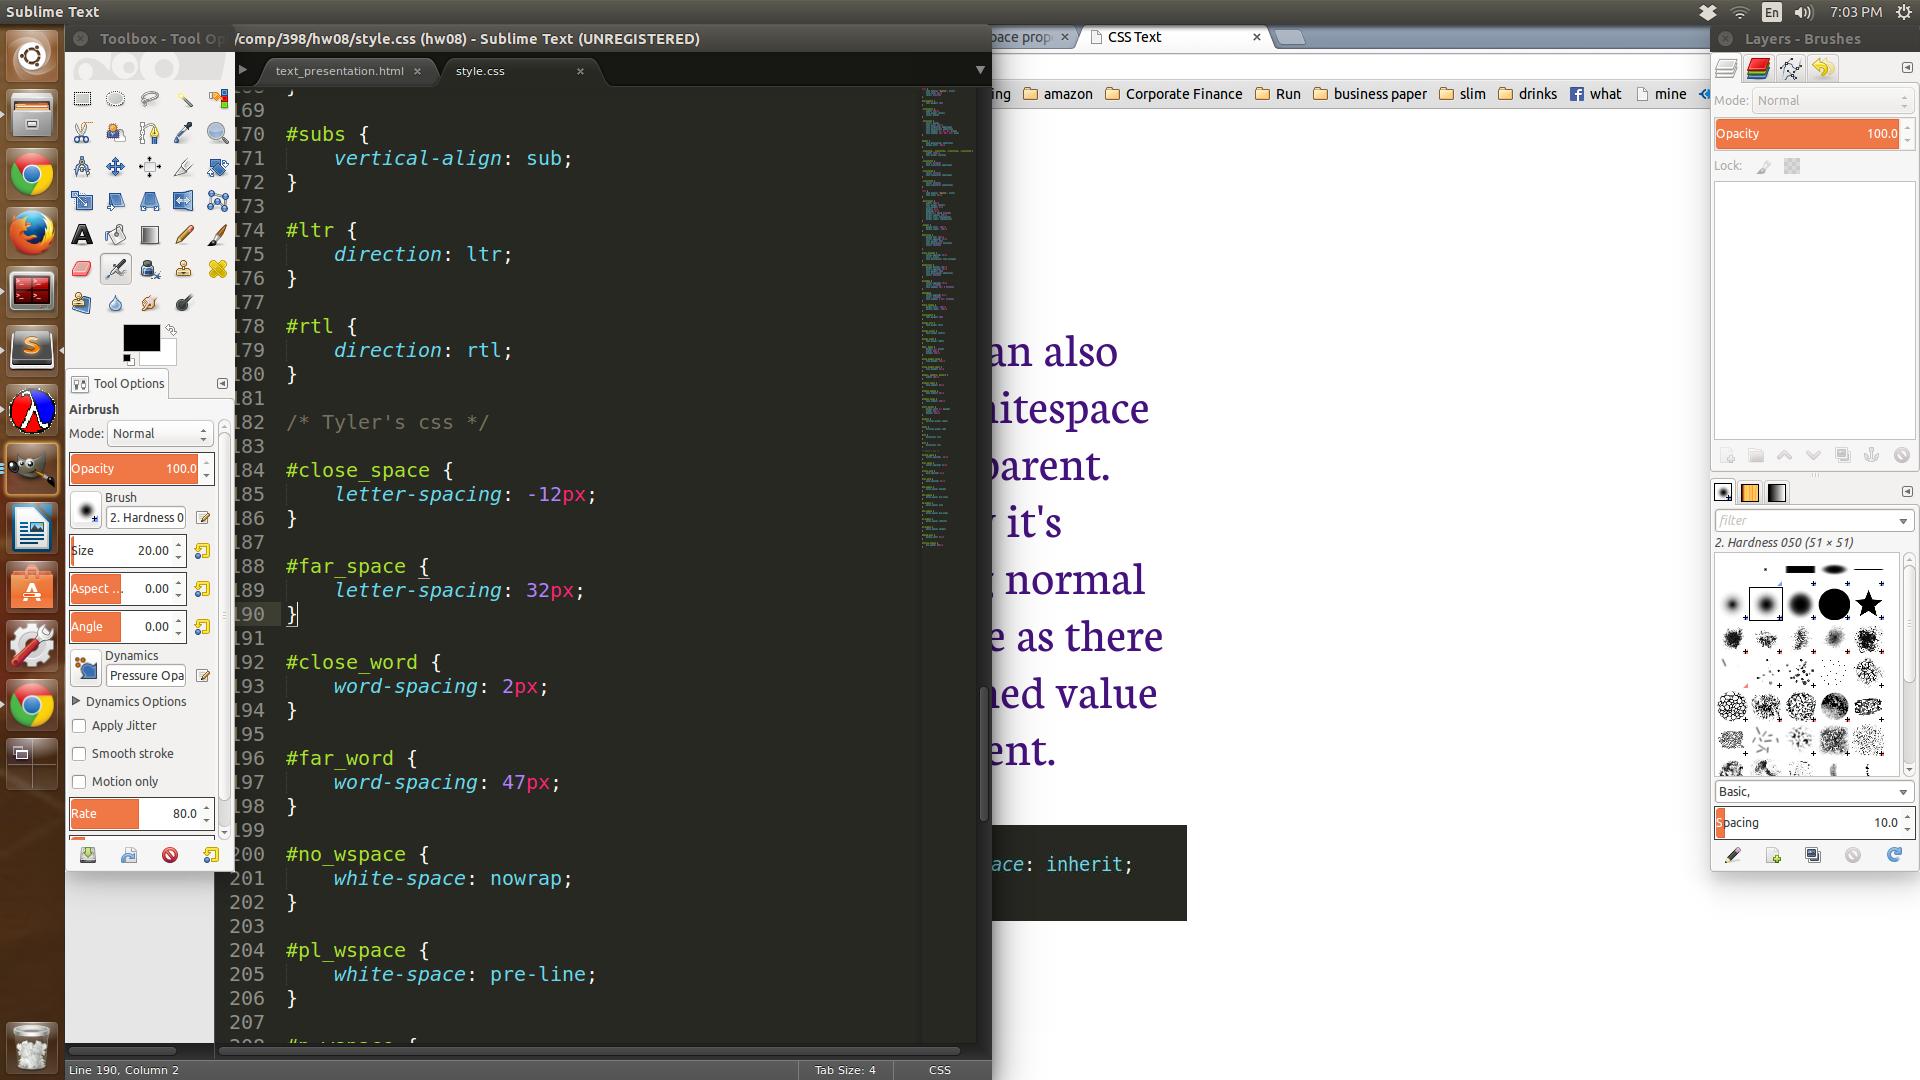 Sublime Text
En
7:03 PM
Toolbox - Tool Op
/comp/398/hw08/style.css (hw08) - Sublime Text (UNREGISTERED)
text_presentation.html
style.css
169
170 #subs {
171 vertical-align: sub;
172 }
173
174 #ltr {
175 direction: ltr;
176 }
177
178 #rtl {
179 direction: rtl;
180 }
181
182 /* Tyler's css */
183
184 #close_space {
185 letter-spacing: -12px;
186 }
187
188 #far_space {
189 letter-spacing: 32px;
190 }
191
192 #close_word {
193 word-spacing: 2px;
194 }
195
196 #far_word {
197 word-spacing: 47px;
198 }
199
200 #no_wspace {
201 white-space: nowrap;
202 }
203
204 #pl_wspace {
205 white-space: pre-line;
206 }
207
Line 190, Column 2
Tab Size: 4
CSS
Tool Options
Airbrush
Mode: Normal
Opacity 100.0
Brush
2. Hardness 0
Size 20.00
Aspect ... 0.00
Angle 0.00
Dynamics
Pressure Opa
Dynamics Options
Apply Jitter
Smooth stroke
Motion only
Rate 80.0
pace prop
CSS Text
ing amazon Corporate Finance Run business paper slim drinks what mine
an also
hitespace
parent.
y it's
g normal
e as there
ned value
ent.
ace: inherit;
Layers - Brushes
Mode: Normal
Opacity 100.0
Lock:
filter
2. Hardness 050 (51 × 51)
Basic,
Spacing 10.0